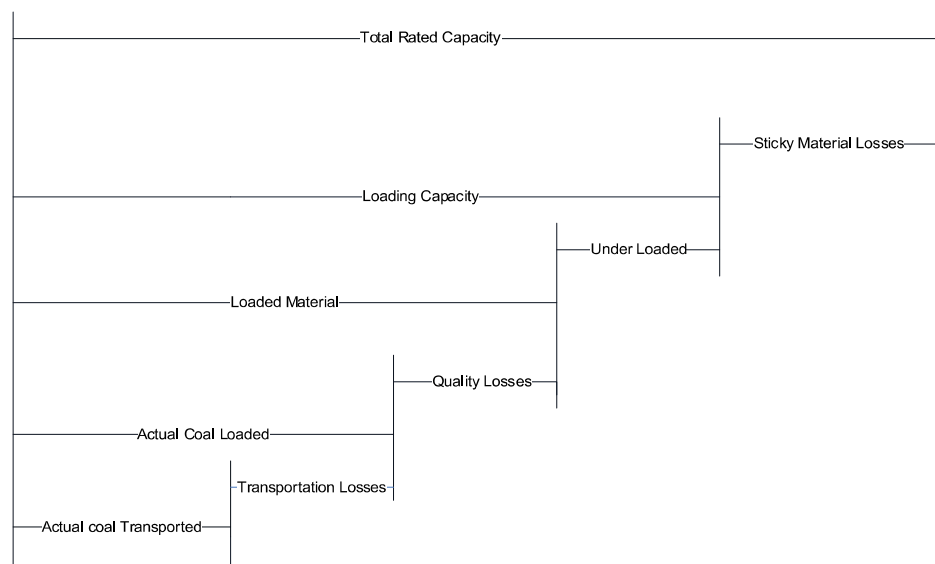 Total Rated Capacity
Sticky Material Losses
Loading Capacity
Under Loaded
Loaded Material
Quality Losses
Actual Coal Loaded
Transportation Losses
Actual coal Transported